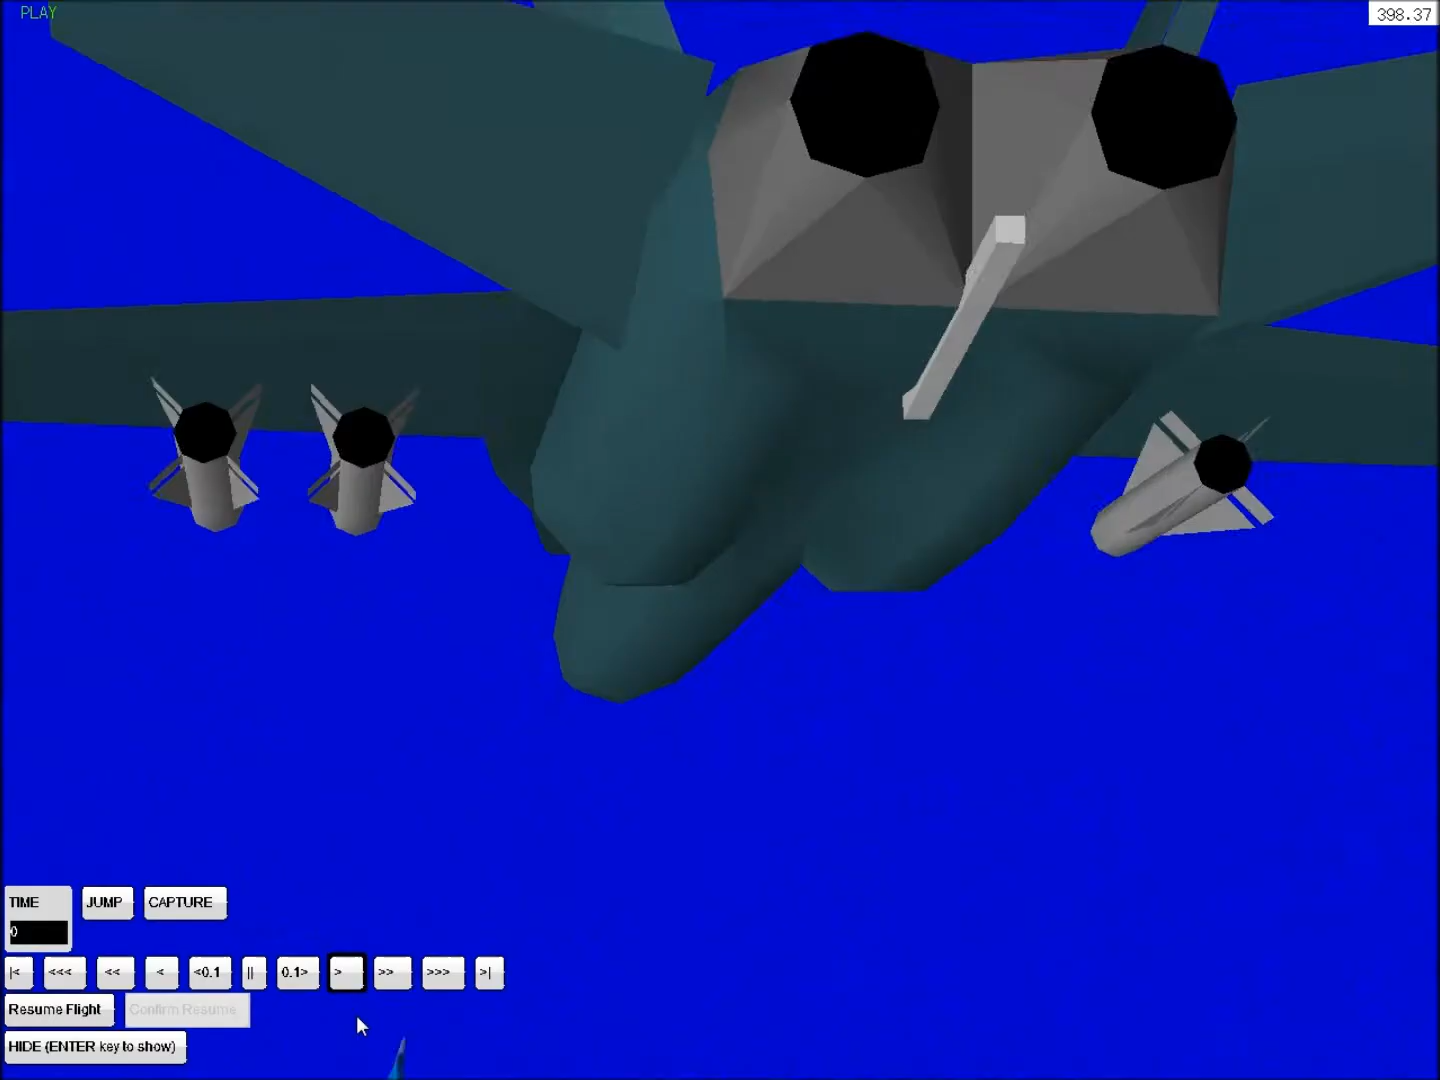 PLAY
398.37
TIME
0
JUMP
CAPTURE
|< <<< << < <0.1 || 0.1> > >> >>> >|
Resume Flight Confirm Resume
HIDE (ENTER key to show)